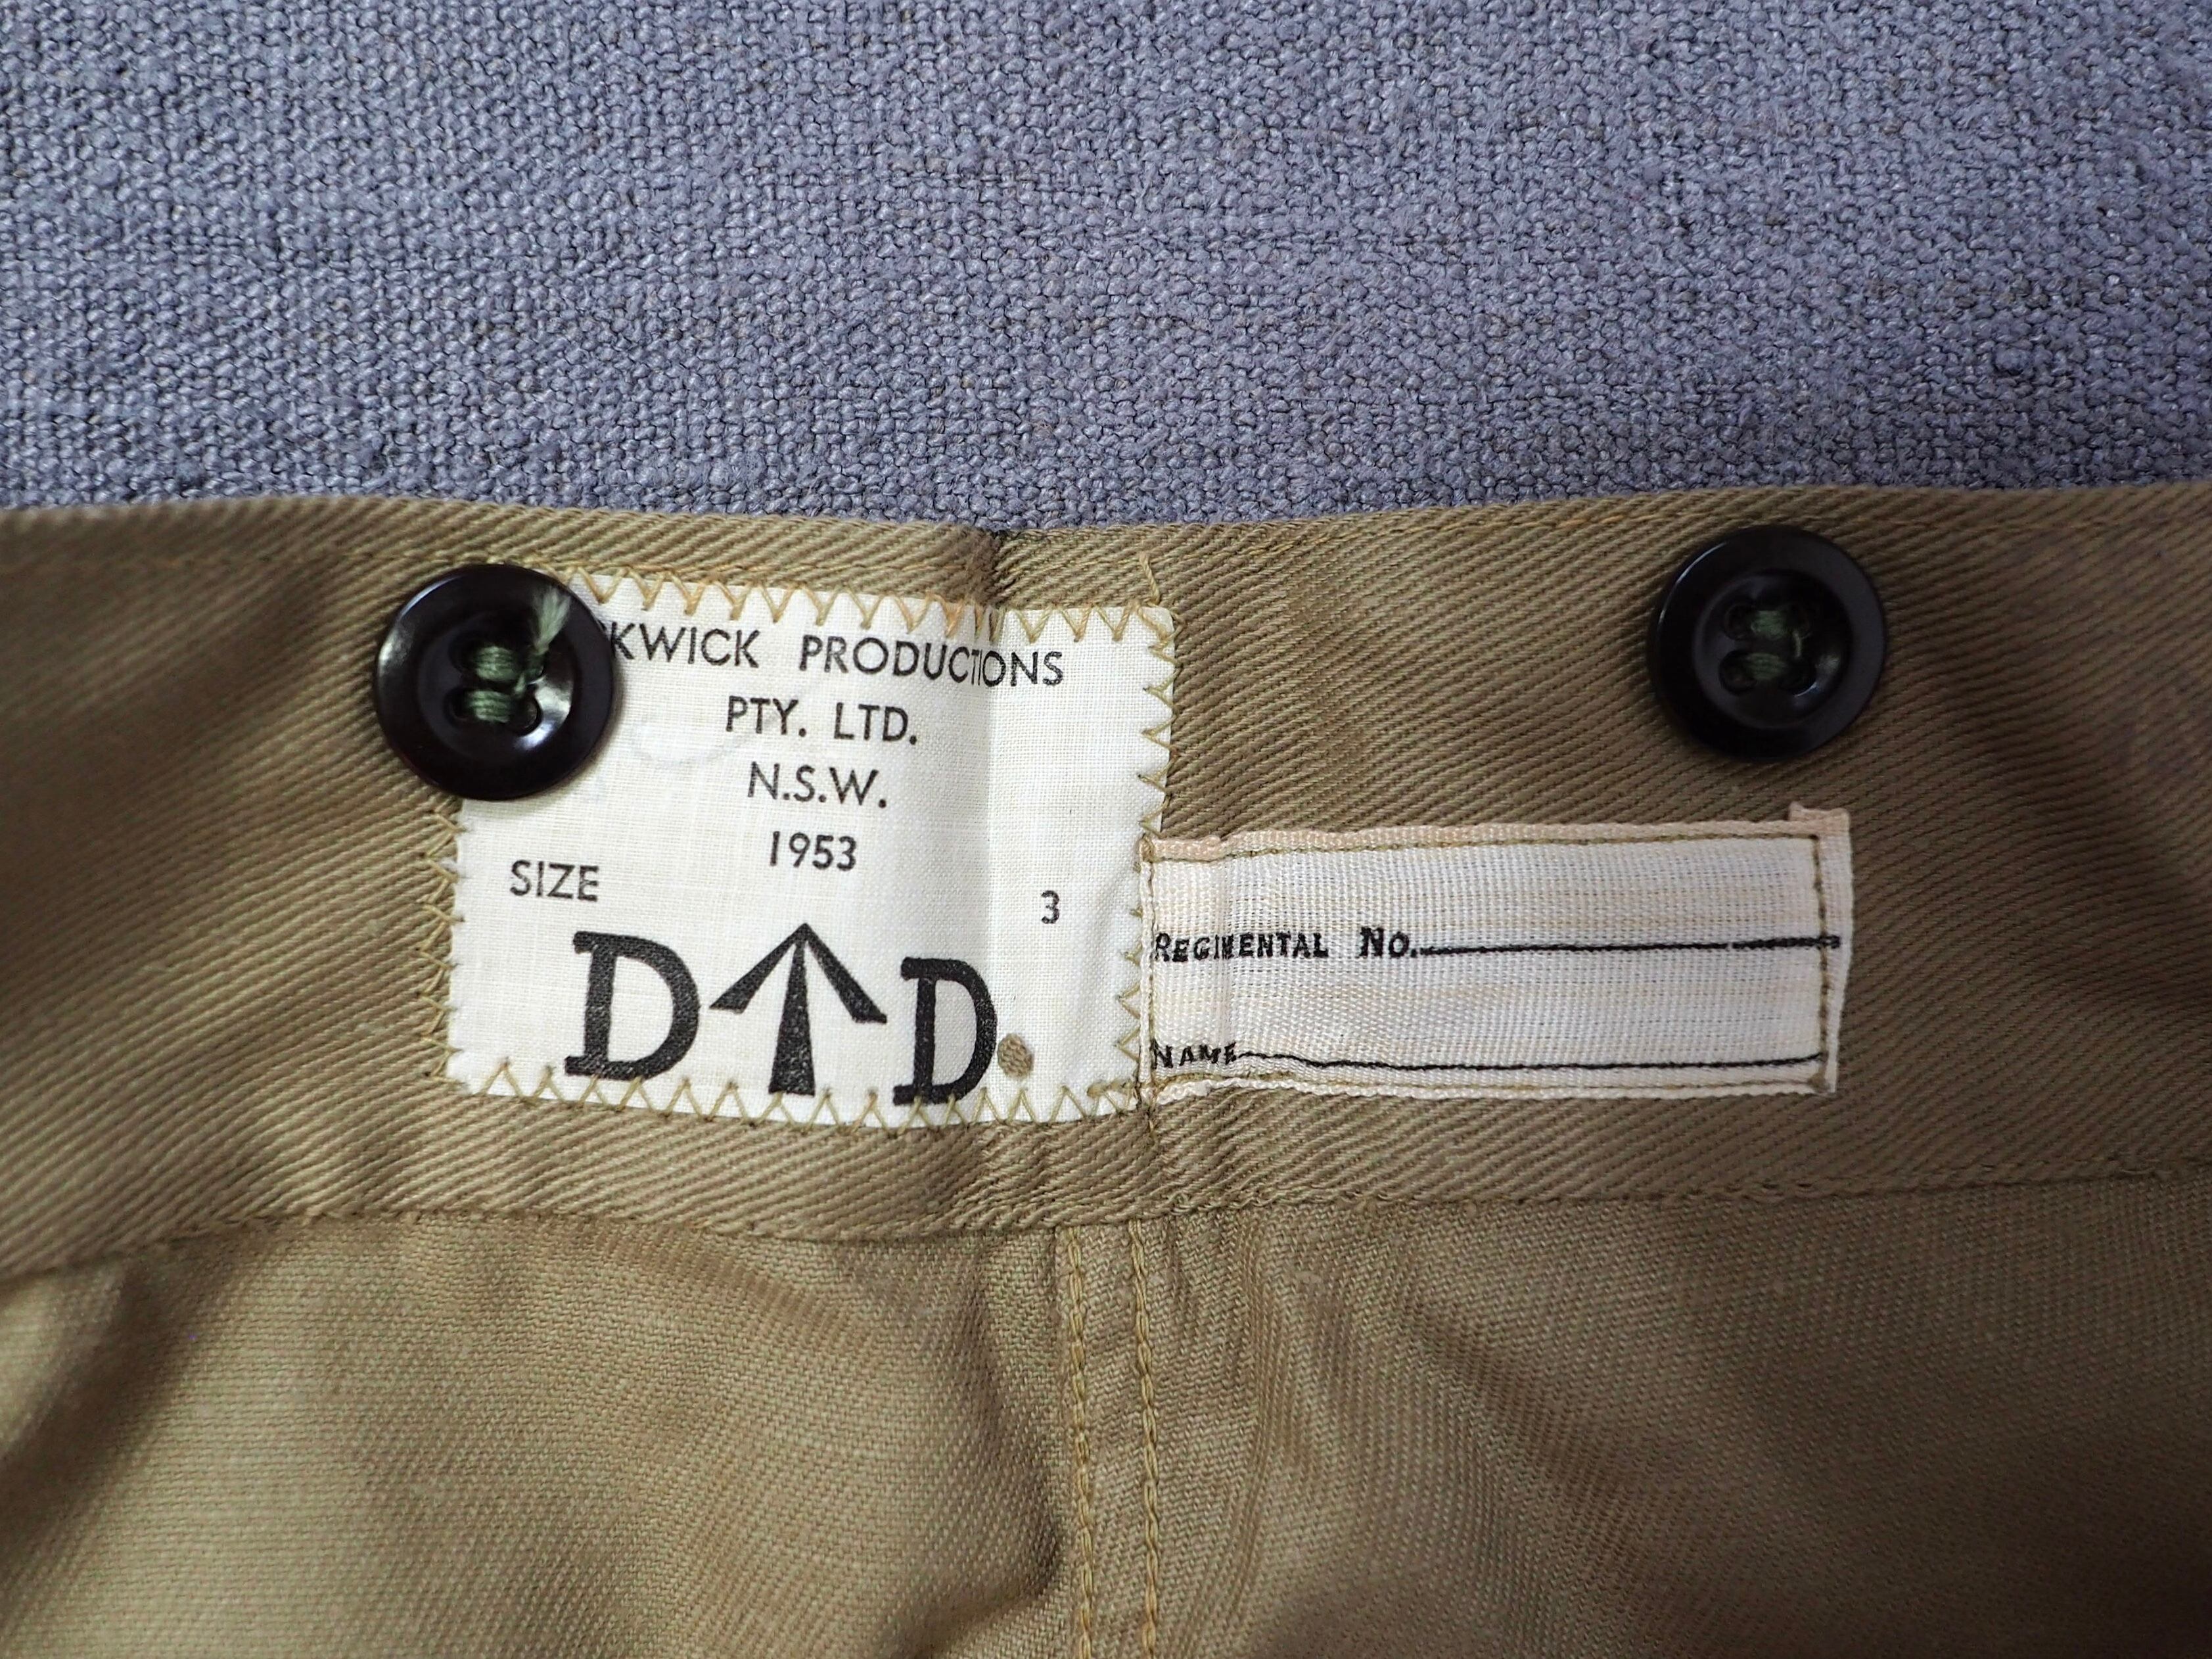 KWICK PRODUCTIONS
PTY. LTD.
N.S.W.
1953
SIZE 3
D D
REGIMENTAL NO.
NAME